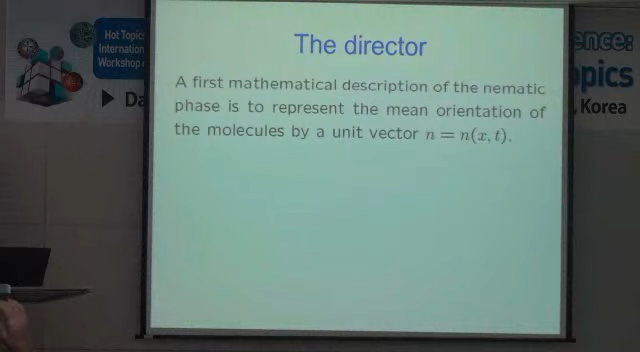 Hot Topics
Internation
Workshop
The director
A first mathematical description of the nematic
phase is to represent the mean orientation of
the molecules by a unit vector n = n(x, t).
ence:
pics
Korea